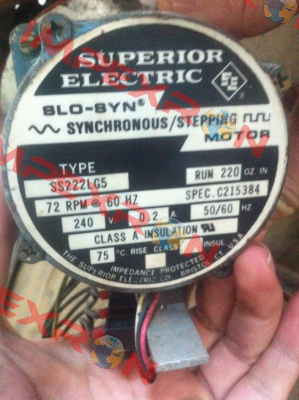 SUPERIOR
ELECTRIC
SLO-SYN®
SYNCHRONOUS/STEPPING
MOTOR
TYPE
SS222LG5
RUN 220 OZ. IN
72 RPM @ 60 HZ
SPEC. C215384
240 V 0.2 A
50/60 HZ
CLASS A INSULATION
75 °C. RISE CLASS INSUL.
IMPEDANCE PROTECTED
THE SUPERIOR ELECTRIC CO. BRISTOL, CT. U.S.A.